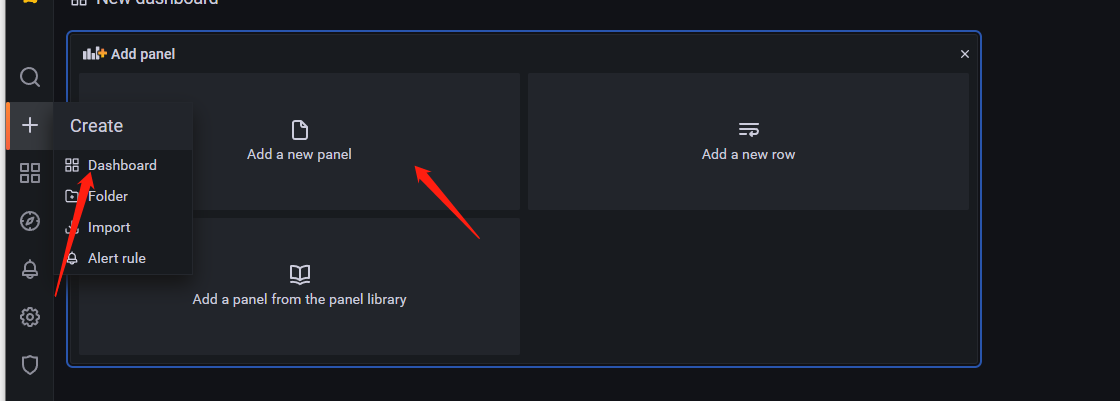 New dashboard
Add panel
Create
Dashboard
Folder
Import
Alert rule
Add a new panel
Add a new row
Add a panel from the panel library